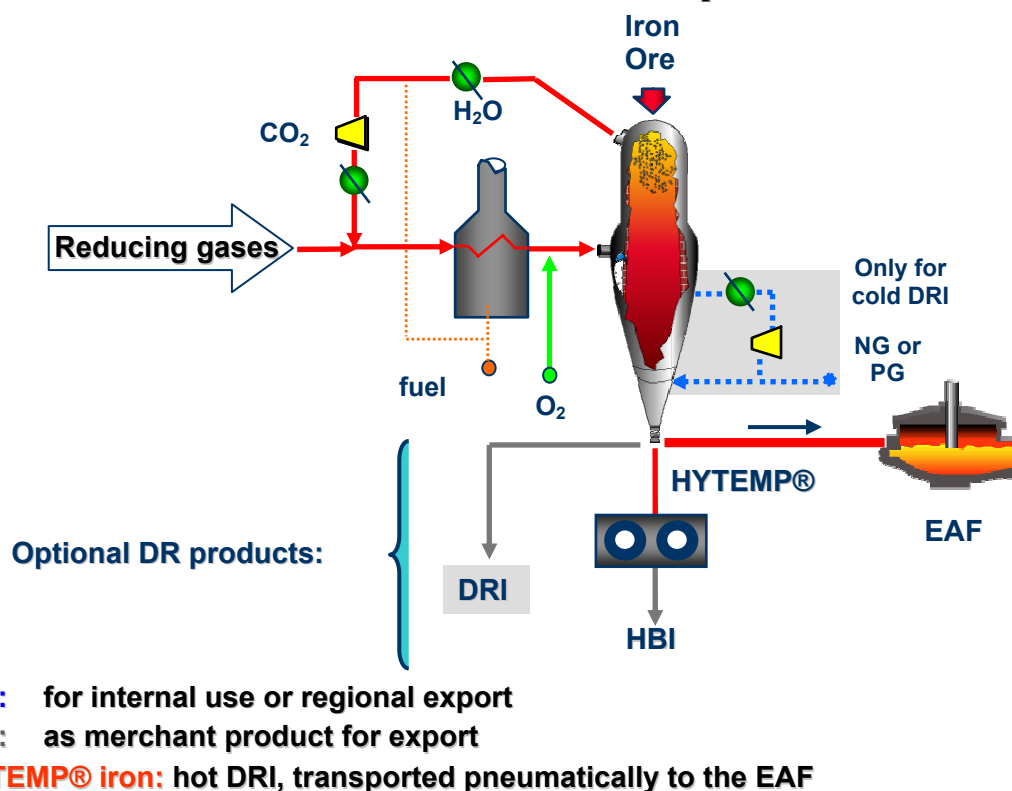 Iron
Ore
H₂O
CO₂
Reducing gases
Only for
cold DRI
NG or
PG
fuel
O₂
HYTEMP®
EAF
Optional DR products:
DRI
HBI
: for internal use or regional export
: as merchant product for export
TEMP® iron: hot DRI, transported pneumatically to the EAF